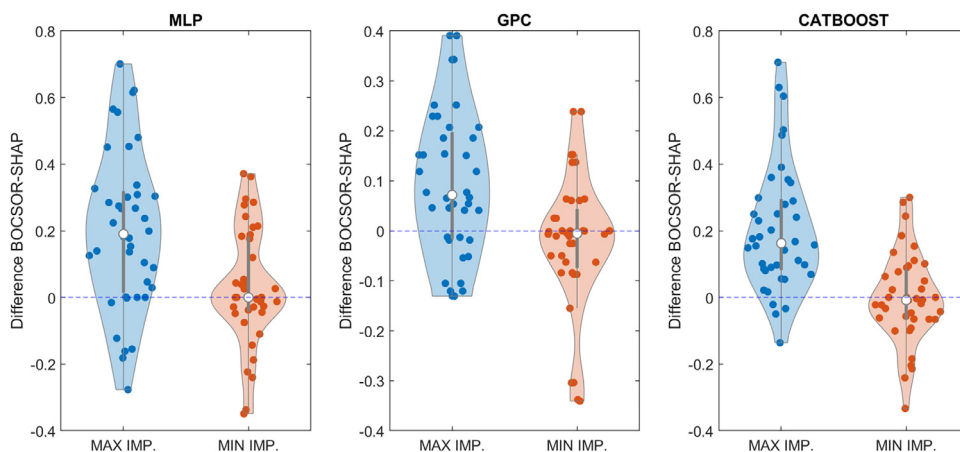 MLP
Difference BOCSOR-SHAP
0.8
0.6
0.4
0.2
0
-0.2
-0.4
MAX IMP.
MIN IMP.
GPC
Difference BOCSOR-SHAP
0.4
0.3
0.2
0.1
0
-0.1
-0.2
-0.3
-0.4
MAX IMP.
MIN IMP.
CATBOOST
Difference BOCSOR-SHAP
0.8
0.6
0.4
0.2
0
-0.2
-0.4
MAX IMP.
MIN IMP.